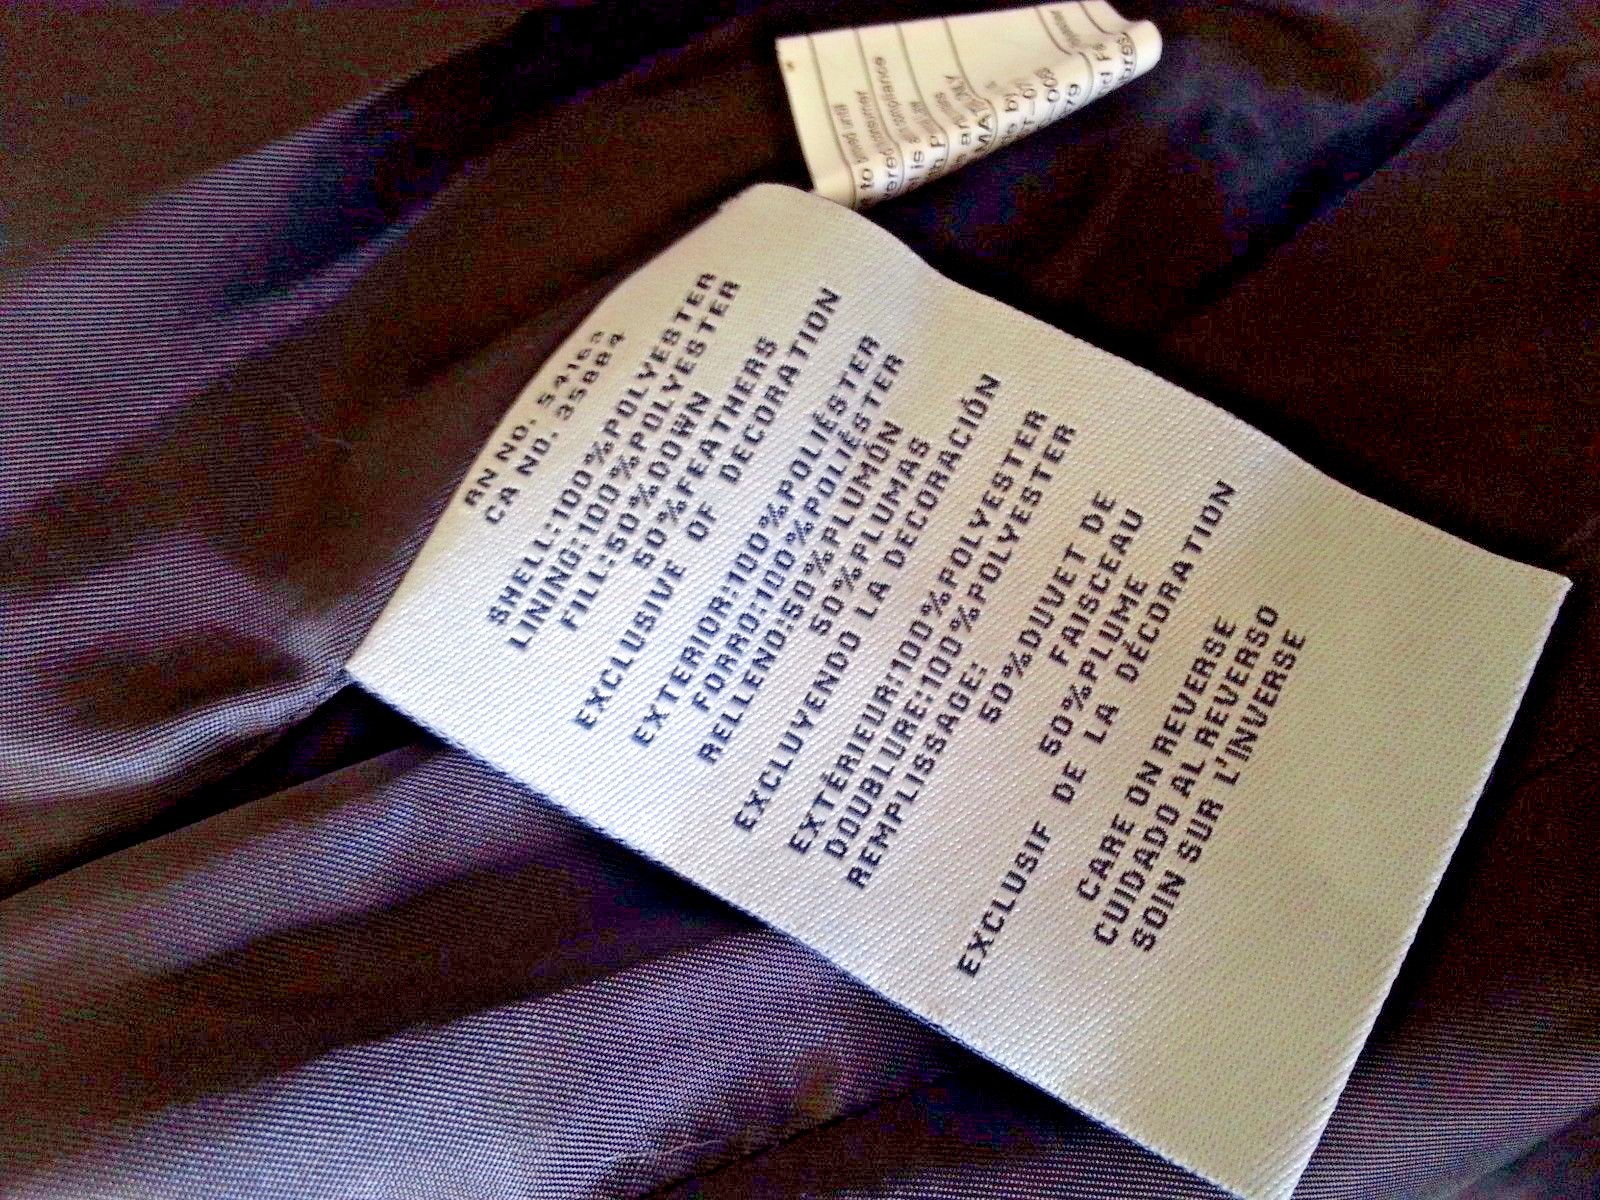 RN NO. 54163
CA NO. 35884
SHELL:100%POLYESTER
LINING:100%POLYESTER
FILL:50%DOWN
50%FEATHERS
EXCLUSIVE OF DECORATION
EXTERIOR:100%POLIÉSTER
FORRO:100%POLIÉSTER
RELLENO:50%PLUMÓN
50%PLUMAS
EXCLUYENDO LA DECORACIÓN
EXTÉRIEUR:100%POLYESTER
DOUBLURE:100%POLYESTER
REMPLISSAGE:
50%DUVET DE
FAISCEAU
50%PLUME
EXCLUSIF DE LA DÉCORATION
CARE ON REVERSE
CUIDADO AL REVERSO
SOIN SUR L'INVERSE